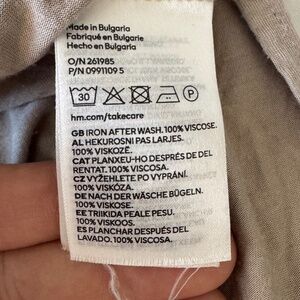 Made in Bulgaria
Fabriqué en Bulgarie
Hecho en Bulgaria
O/N 261985
P/N 0991109 5
30 P
hm.com/takecare
GB IRON AFTER WASH. 100% VISCOSE.
AL HEKUROSNI PAS LARJES.
100% VISKOZË.
CAT PLANXEU-HO DESPRÉS DE DEL
RENTAT. 100% VISCOSA.
CZ VYŽEHLETE PO VYPRÁNÍ.
100% VISKÓZA.
DE NACH DER WÄSCHE BÜGELN.
100% VISKOSE.
EE TRIIKIDA PEALE PESU.
100% VISKOOS.
ES PLANCHAR DESPUÉS DEL
LAVADO. 100% VISCOSA.